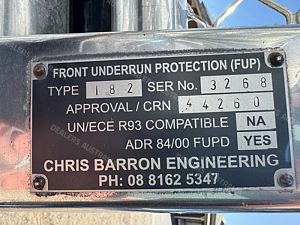 FRONT UNDERRUN PROTECTION (FUP)
TYPE 182 SER No. 3268
APPROVAL / CRN 44260
UN/ECE R93 COMPATIBLE NA
ADR 84/00 FUPD YES
CHRIS BARRON ENGINEERING
PH: 08 8162 5347